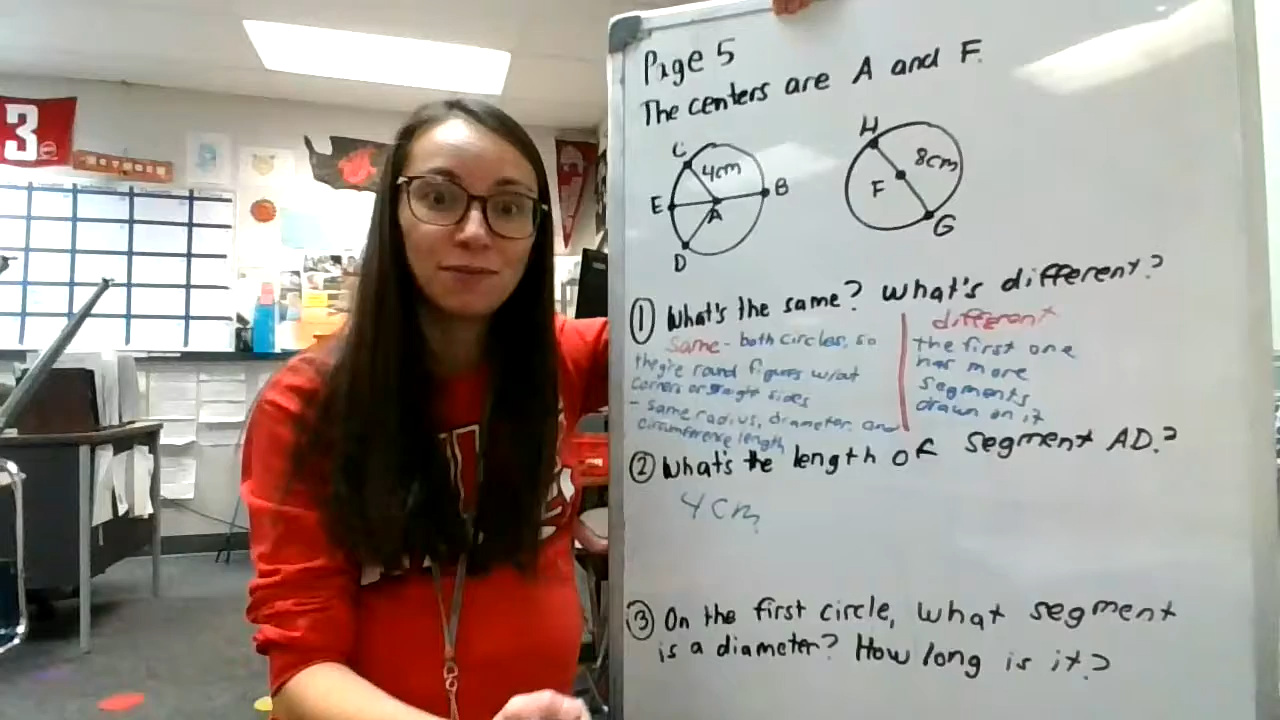 3
Page 5
The centers are A and F.
C
4cm
E
A
B
D
H
8cm
F
G
① What's the same? What's different?
Same - both circles, so
they're round figures w/out
corners or straight sides
- same radius, diameter, and
circumference length
different
the first one
has more
segments
drawn on it
② What's the length of segment AD?
4cm
③ On the first circle, what segment
is a diameter? How long is it?